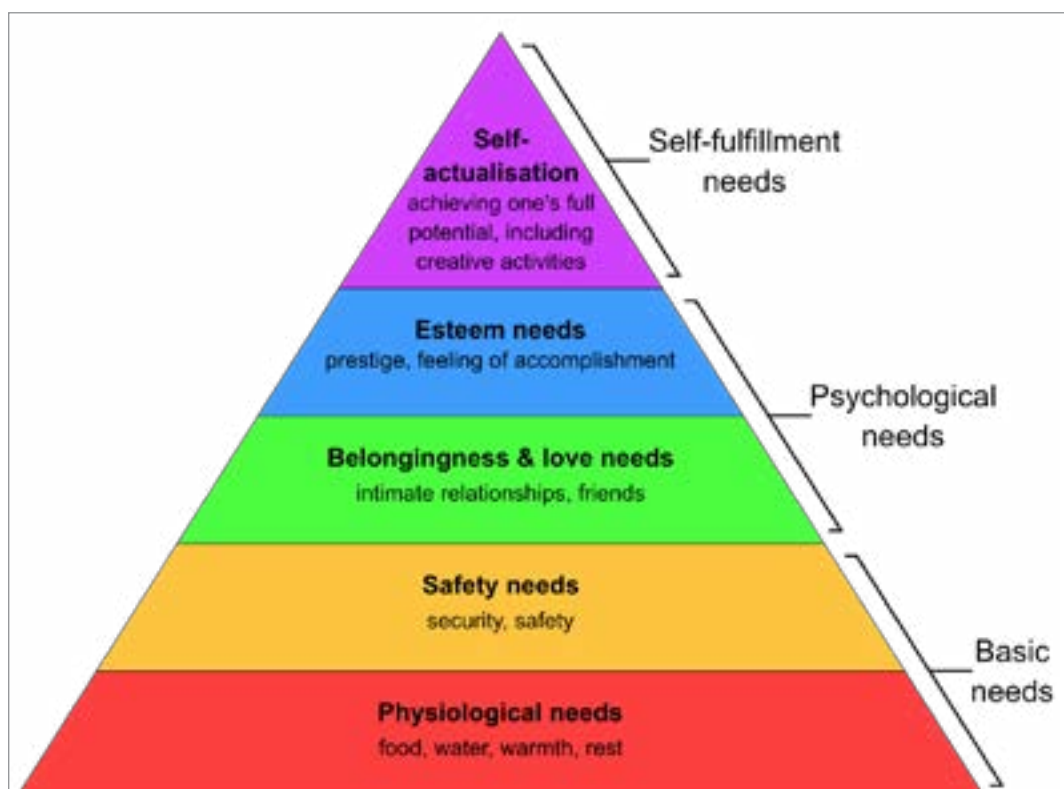 Self-
actualisation
achieving one's full
potential, including
creative activities
Self-fulfillment
needs
Esteem needs
prestige, feeling of accomplishment
Psychological
needs
Belongingness & love needs
intimate relationships, friends
Safety needs
security, safety
Basic
needs
Physiological needs
food, water, warmth, rest